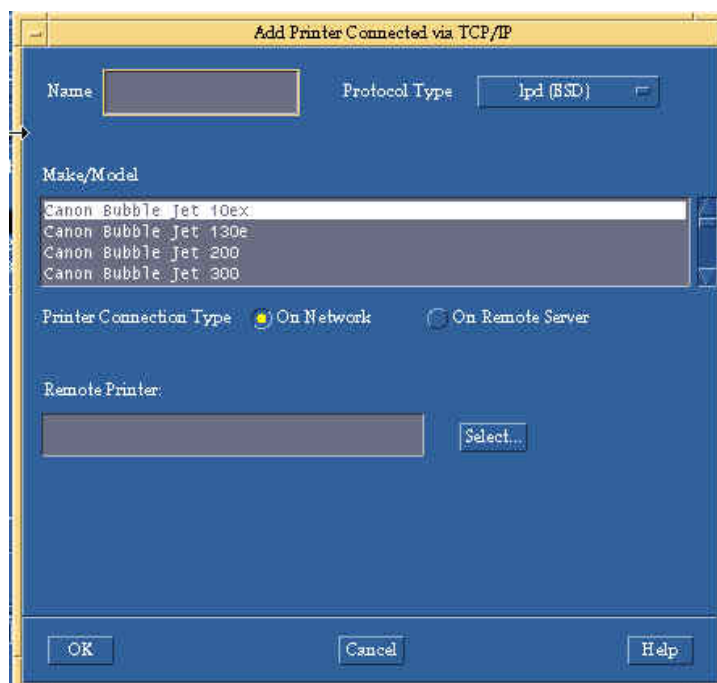 Add Printer Connected via TCP/IP
Name
Protocol Type
lpd (BSD)
Make/Model
Canon Bubble Jet 10ex
Canon Bubble Jet 130e
Canon Bubble Jet 200
Canon Bubble Jet 300
Printer Connection Type
On Network
On Remote Server
Remote Printer:
Select...
OK
Cancel
Help